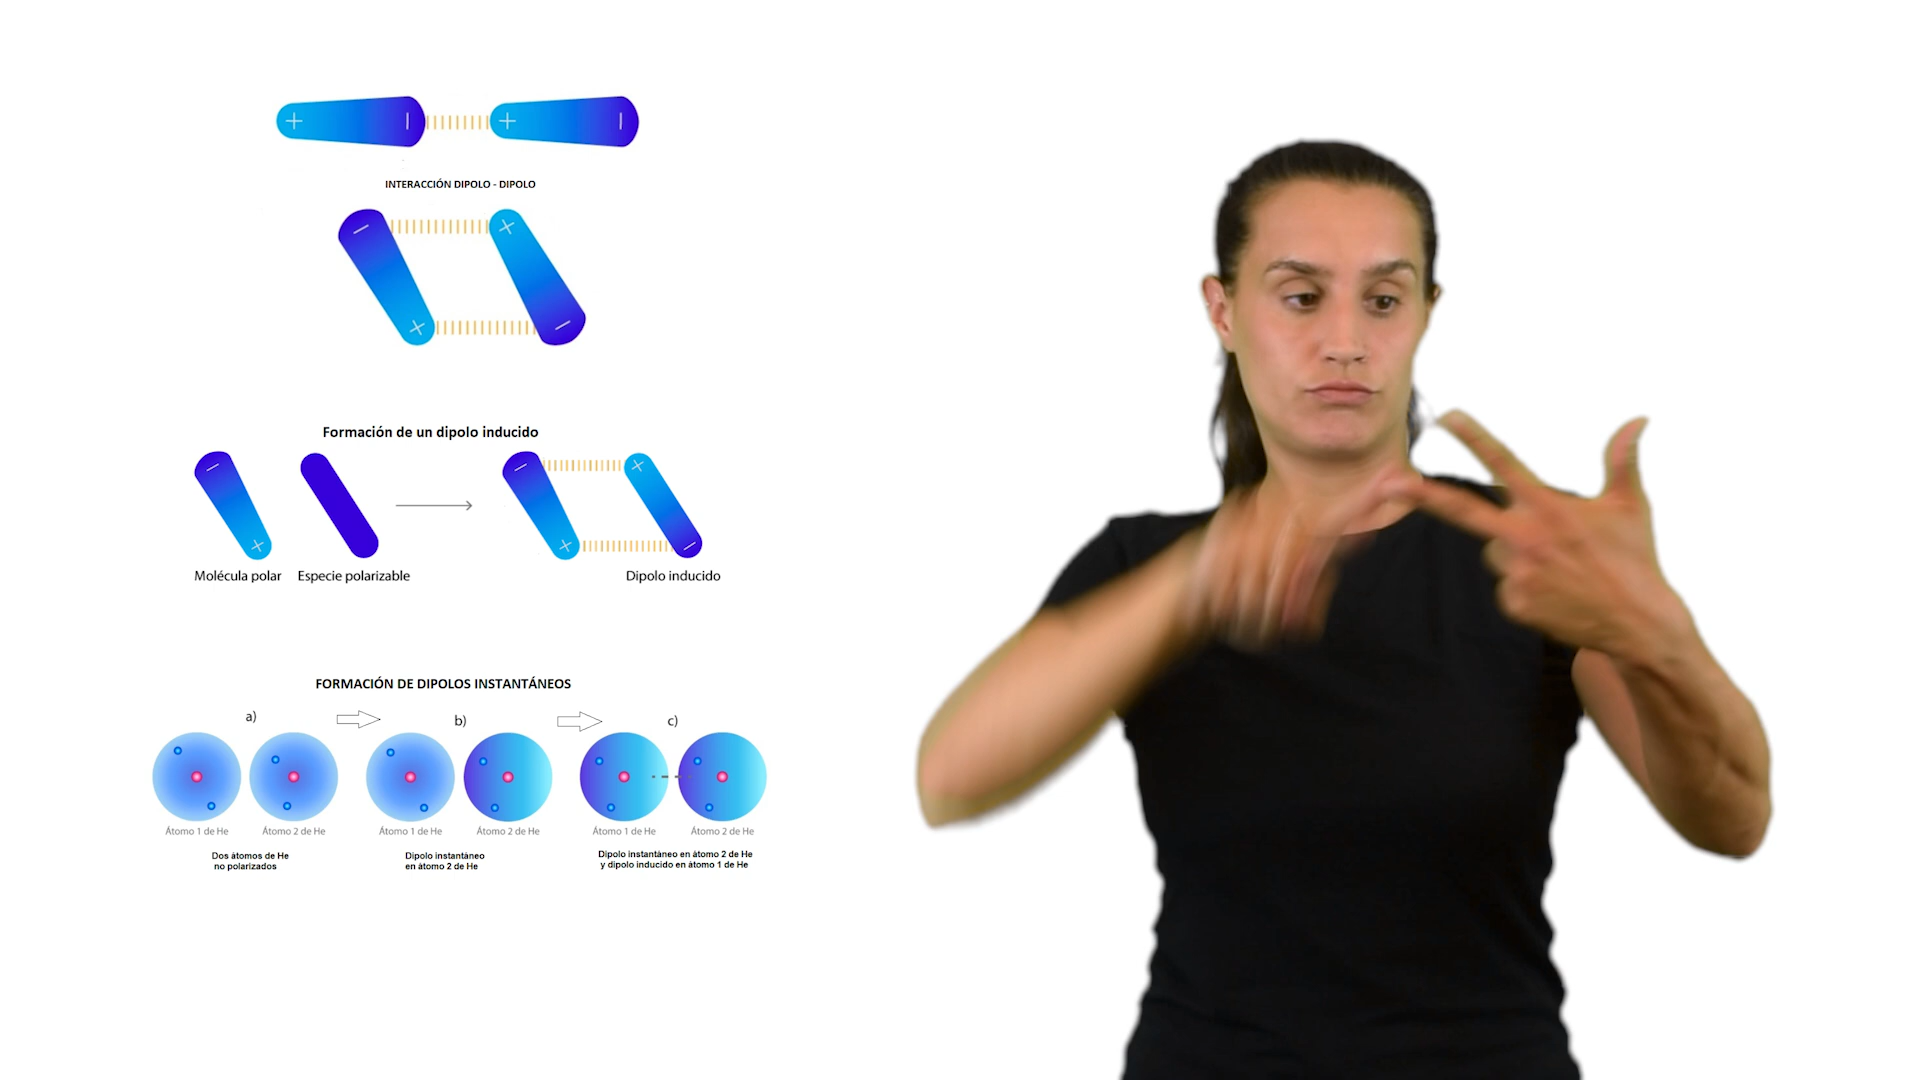 + − + −
INTERACCIÓN DIPOLO - DIPOLO
− +
+ −
Formación de un dipolo inducido
− − +
+ + −
Molécula polar Especie polarizable Dipolo inducido
FORMACIÓN DE DIPOLOS INSTANTÁNEOS
a) b) c)
Átomo 1 de He Átomo 2 de He Átomo 1 de He Átomo 2 de He Átomo 1 de He Átomo 2 de He
Dos átomos de He
no polarizados
Dipolo instantáneo
en átomo 2 de He
Dipolo instantáneo en átomo 2 de He
y dipolo inducido en átomo 1 de He